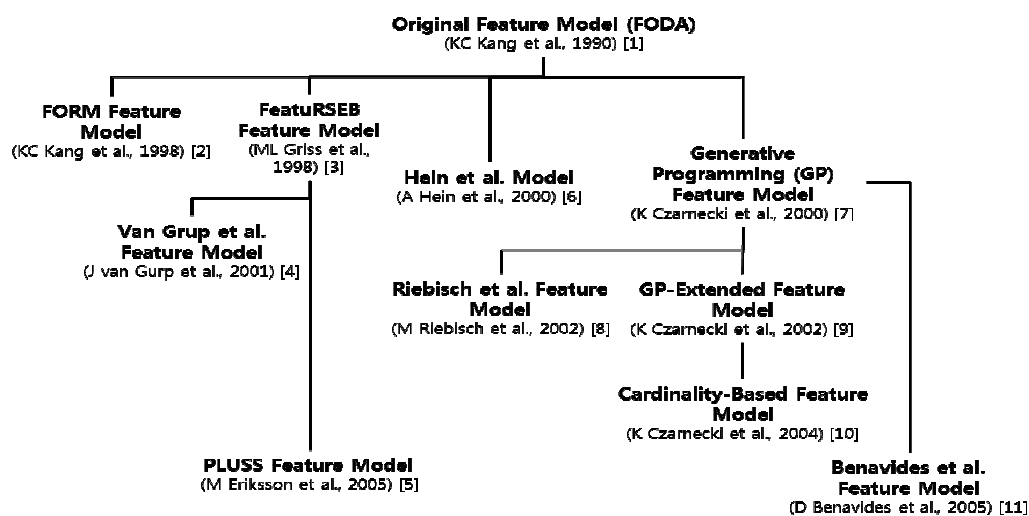 Original Feature Model (FODA)
(KC Kang et al., 1990) [1]
FORM Feature
Model
(KC Kang et al., 1998) [2]
FeatuRSEB
Feature Model
(ML Griss et al.,
1998) [3]
Hein et al. Model
(A Hein et al., 2000) [6]
Generative
Programming (GP)
Feature Model
(K Czarnecki et al., 2000) [7]
Van Grup et al.
Feature Model
(J van Gurp et al., 2001) [4]
Riebisch et al. Feature
Model
(M Riebisch et al., 2002) [8]
GP-Extended Feature
Model
(K Czarnecki et al., 2002) [9]
Cardinality-Based Feature
Model
(K Czarnecki et al., 2004) [10]
PLUSS Feature Model
(M Eriksson et al., 2005) [5]
Benavides et al.
Feature Model
(D Benavides et al., 2005) [11]